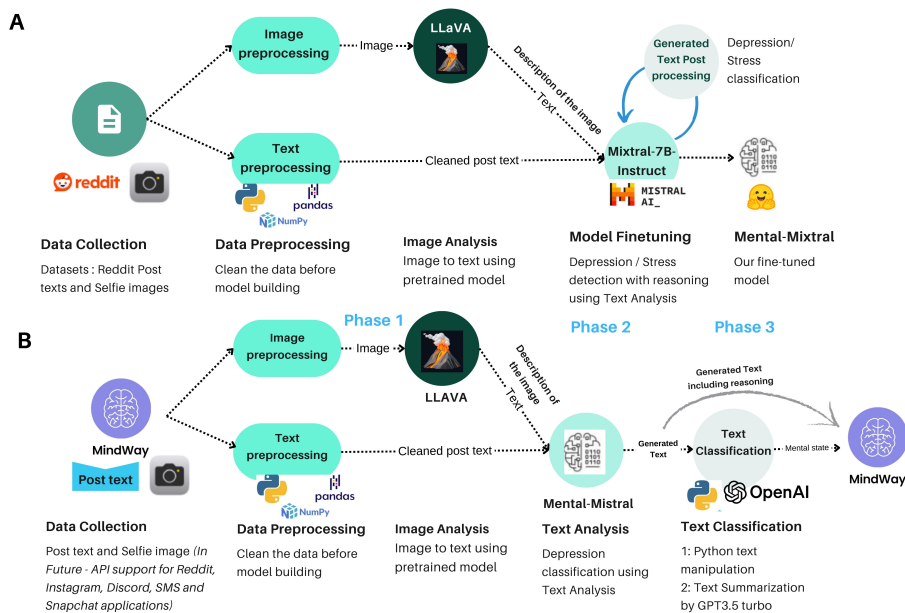 A
Image
preprocessing
Image
LLaVA
Description of the image
Text
Generated
Text Post
processing
Depression/
Stress
classification
Text
preprocessing
Cleaned post text
Mixtral-7B-
Instruct
reddit
pandas
NumPy
MISTRAL
AI_
0110
0101
0110
Data Collection
Datasets : Reddit Post
texts and Selfie images
Data Preprocessing
Clean the data before
model building
Image Analysis
Image to text using
pretrained model
Model Finetuning
Depression / Stress
detection with reasoning
using Text Analysis
Mental-Mixtral
Our fine-tuned
model
Phase 1
Phase 2
Phase 3
B
Image
preprocessing
Image
LLAVA
Description of
the image
Text
Generated Text
including reasoning
MindWay
Post text
Text
preprocessing
Cleaned post text
0110
0101
0110
Mental-Mistral
Generated
Text
Text
Classification
Mental state
MindWay
pandas
NumPy
OpenAI
Data Collection
Post text and Selfie image (In
Future - API support for Reddit,
Instagram, Discord, SMS and
Snapchat applications)
Data Preprocessing
Clean the data before
model building
Image Analysis
Image to text using
pretrained model
Text Analysis
Depression
classification using
Text Analysis
Text Classification
1: Python text
manipulation
2: Text Summarization
by GPT3.5 turbo